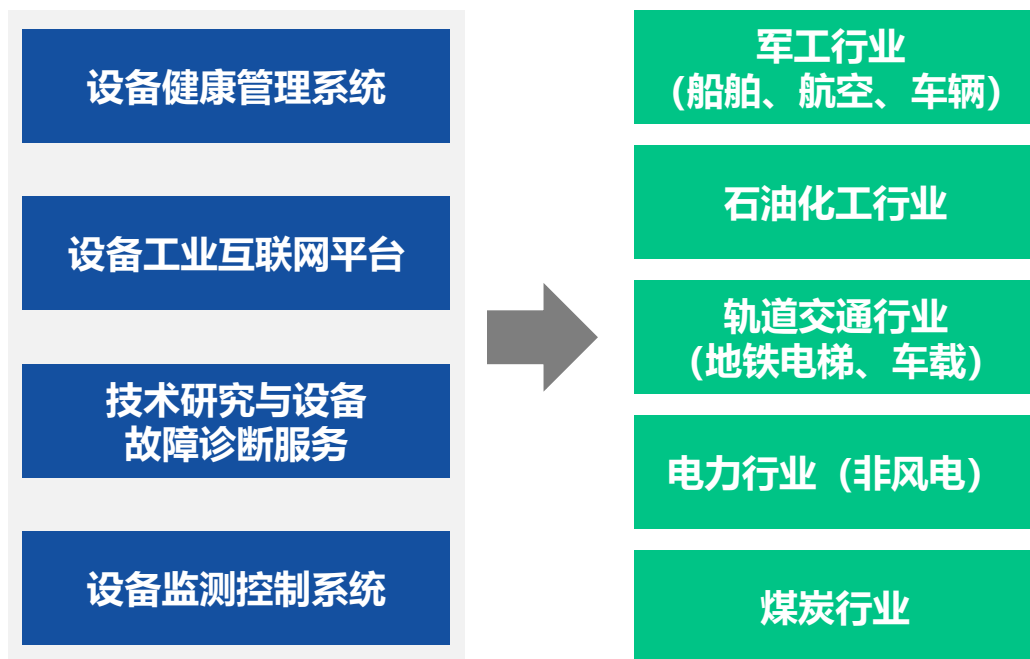 设备健康管理系统
设备工业互联网平台
技术研究与设备
故障诊断服务
设备监测控制系统
军工行业
（船舶、航空、车辆）
石油化工行业
轨道交通行业
（地铁电梯、车载）
电力行业（非风电）
煤炭行业